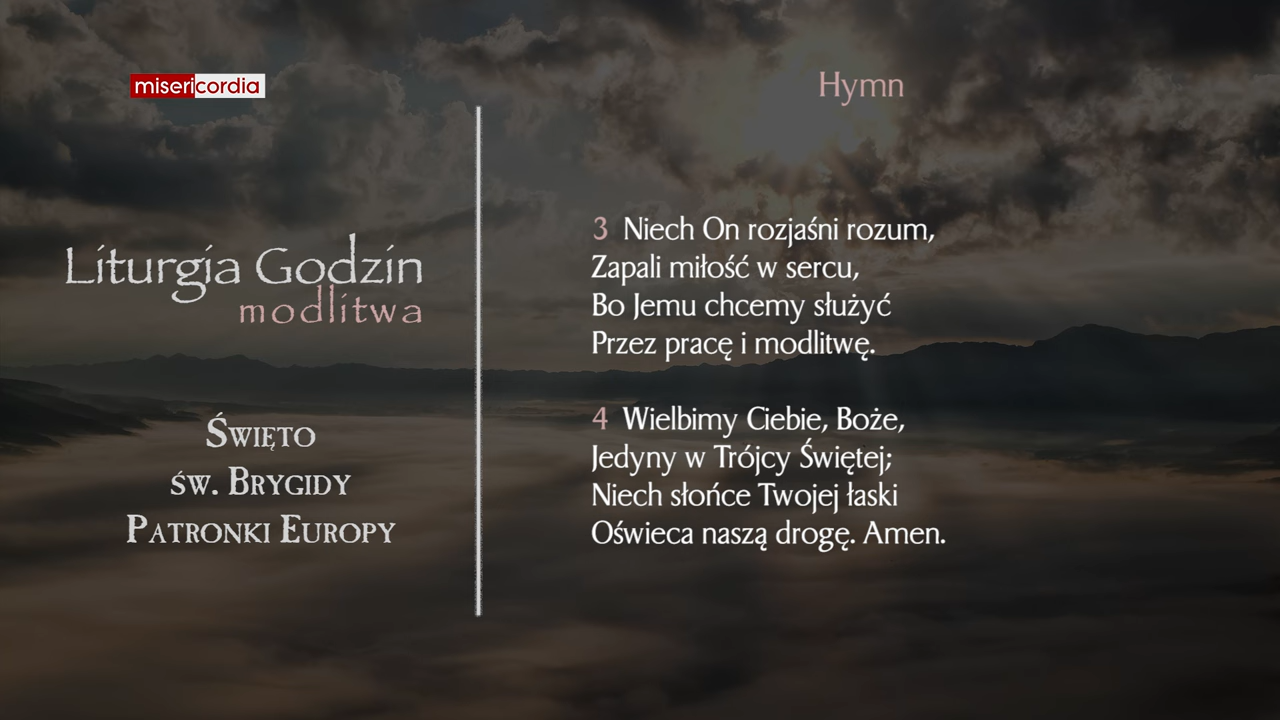 misericordia
Liturgia Godzin
modlitwa
Święto
św. Brygidy
Patronki Europy
Hymn
3 Niech On rozjaśni rozum,
Zapali miłość w sercu,
Bo Jemu chcemy służyć
Przez pracę i modlitwę.
4 Wielbimy Ciebie, Boże,
Jedyny w Trójcy Świętej;
Niech słońce Twojej łaski
Oświeca naszą drogę. Amen.